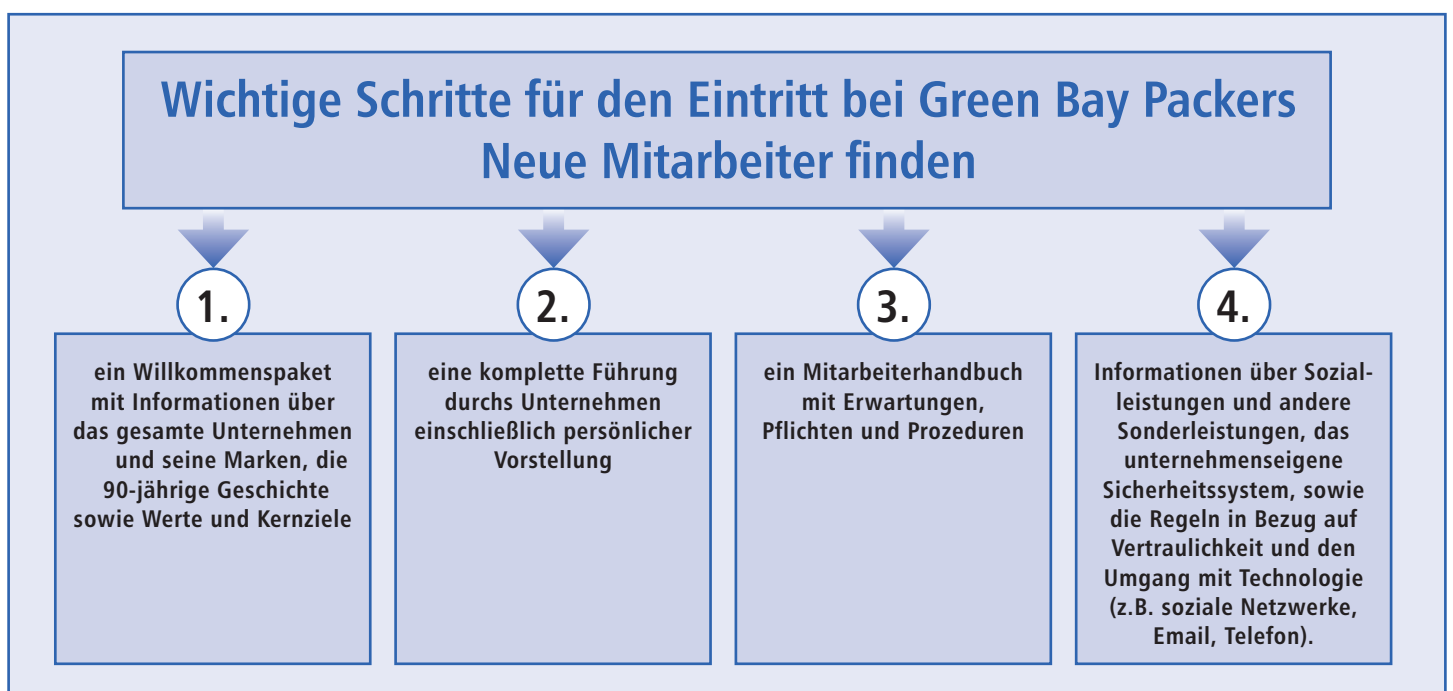 Wichtige Schritte für den Eintritt bei Green Bay Packers
Neue Mitarbeiter finden
1.
ein Willkommenspaket
mit Informationen über
das gesamte Unternehmen
und seine Marken, die
90-jährige Geschichte
sowie Werte und Kernziele
2.
eine komplette Führung
durchs Unternehmen
einschließlich persönlicher
Vorstellung
3.
ein Mitarbeiterhandbuch
mit Erwartungen,
Pflichten und Prozeduren
4.
Informationen über Sozial-
leistungen und andere
Sonderleistungen, das
unternehmenseigene
Sicherheitssystem, sowie
die Regeln in Bezug auf
Vertraulichkeit und den
Umgang mit Technologie
(z.B. soziale Netzwerke,
Email, Telefon).